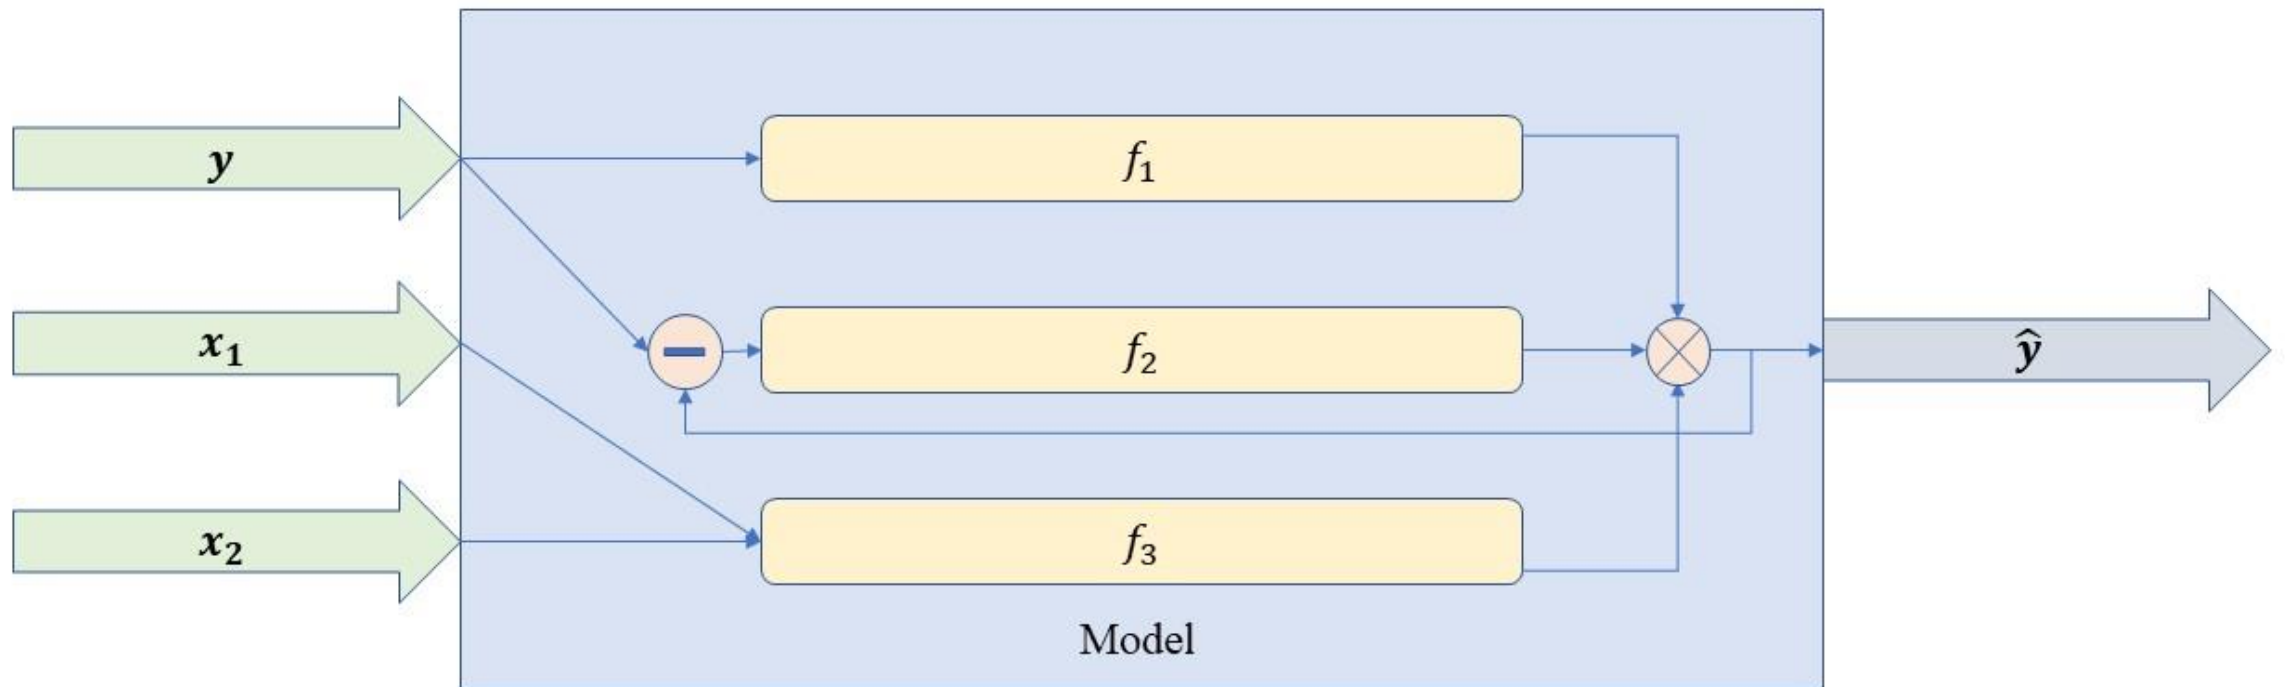 y
f₁
x₁
f₂
ŷ
x₂
f₃
Model